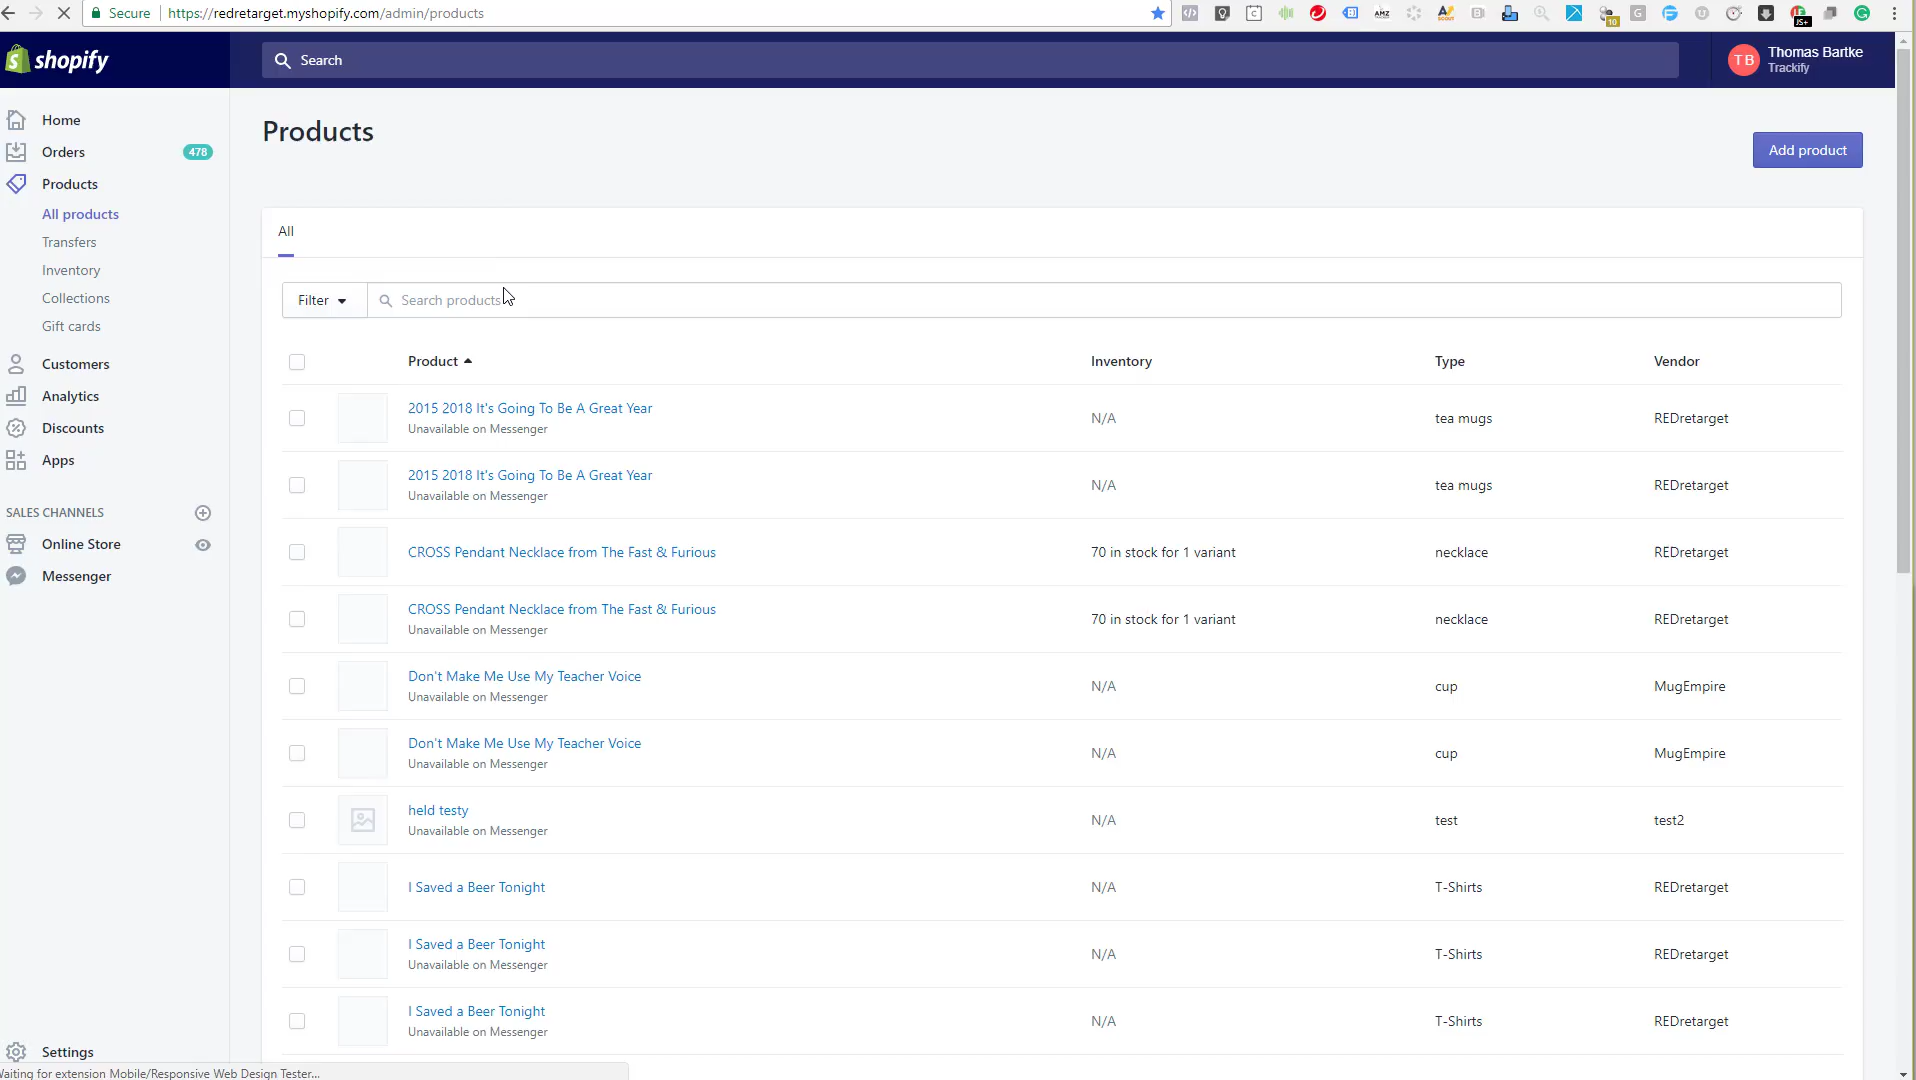 Secure
https://redretarget.myshopify.com/admin/products
JS+
10
AMZ
shopify
Search
TB
Thomas Bartke
Trackify
Home
Orders
478
Products
All products
Transfers
Inventory
Collections
Gift cards
Customers
Analytics
Discounts
Apps
SALES CHANNELS
Online Store
Messenger
Settings
Products
Add product
All
Filter
Search products
Product
Inventory
Type
Vendor
2015 2018 It's Going To Be A Great Year
Unavailable on Messenger
N/A
tea mugs
REDretarget
2015 2018 It's Going To Be A Great Year
Unavailable on Messenger
N/A
tea mugs
REDretarget
CROSS Pendant Necklace from The Fast & Furious
70 in stock for 1 variant
necklace
REDretarget
CROSS Pendant Necklace from The Fast & Furious
Unavailable on Messenger
70 in stock for 1 variant
necklace
REDretarget
Don't Make Me Use My Teacher Voice
Unavailable on Messenger
N/A
cup
MugEmpire
Don't Make Me Use My Teacher Voice
Unavailable on Messenger
N/A
cup
MugEmpire
held testy
Unavailable on Messenger
N/A
test
test2
I Saved a Beer Tonight
N/A
T-Shirts
REDretarget
I Saved a Beer Tonight
Unavailable on Messenger
N/A
T-Shirts
REDretarget
I Saved a Beer Tonight
Unavailable on Messenger
N/A
T-Shirts
REDretarget
for extension Mobile/Responsive Web Design Tester...